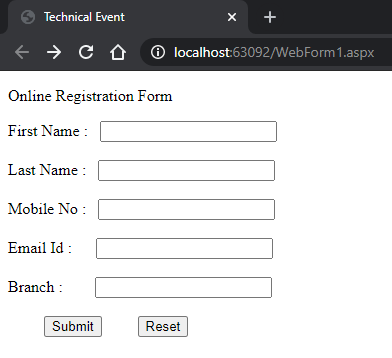 Technical Event
localhost:63092/WebForm1.aspx
Online Registration Form
First Name :
Last Name :
Mobile No :
Email Id :
Branch :
Submit Reset